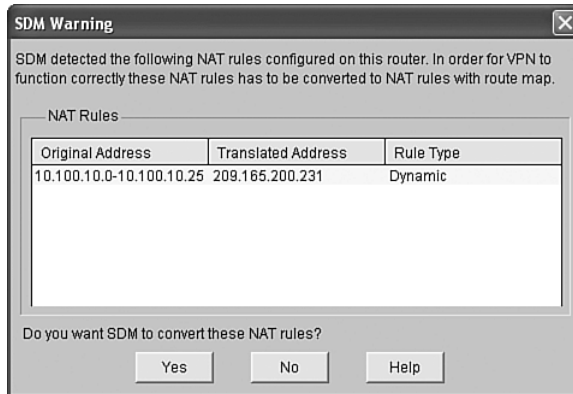 SDM Warning
SDM detected the following NAT rules configured on this router. In order for VPN to
function correctly these NAT rules has to be converted to NAT rules with route map.
NAT Rules
Original Address Translated Address Rule Type
10.100.10.0-10.100.10.25 209.165.200.231 Dynamic
Do you want SDM to convert these NAT rules?
Yes No Help